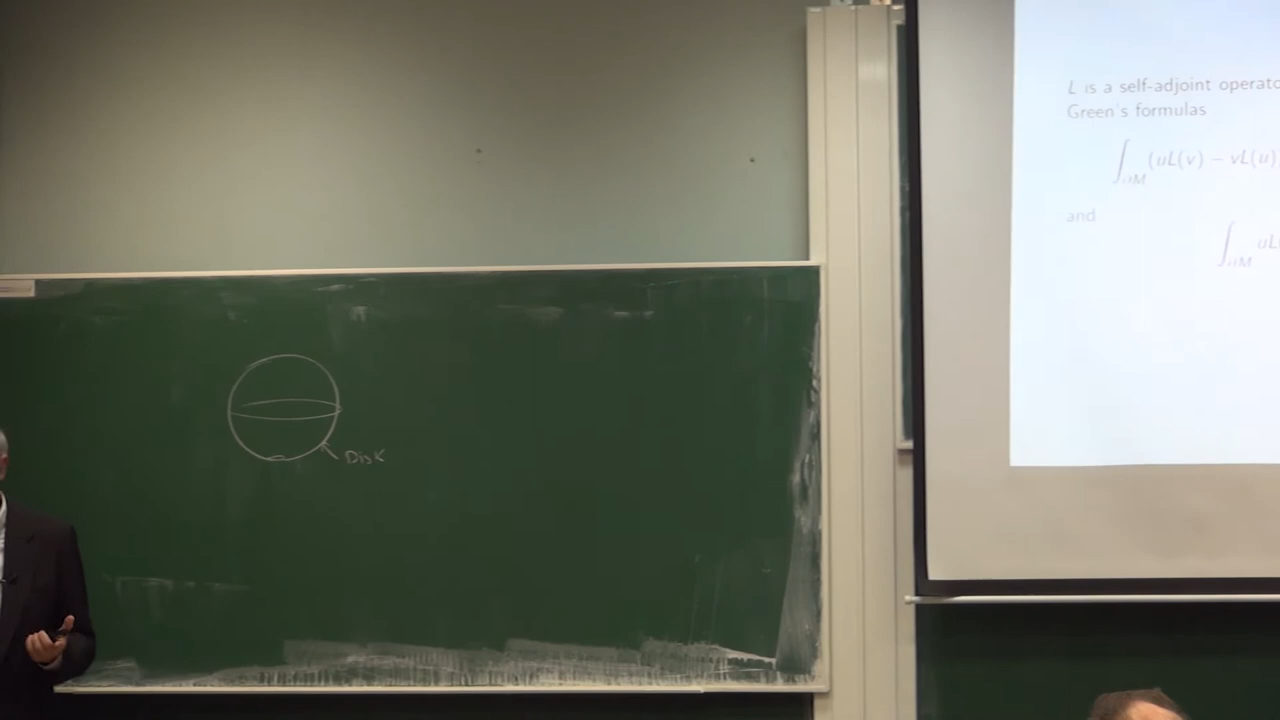 Disk
L is a self-adjoint operato
Green's formulas
∫_{∂M} (uL(v) − vL(u)
and
∫_{∂M} uL